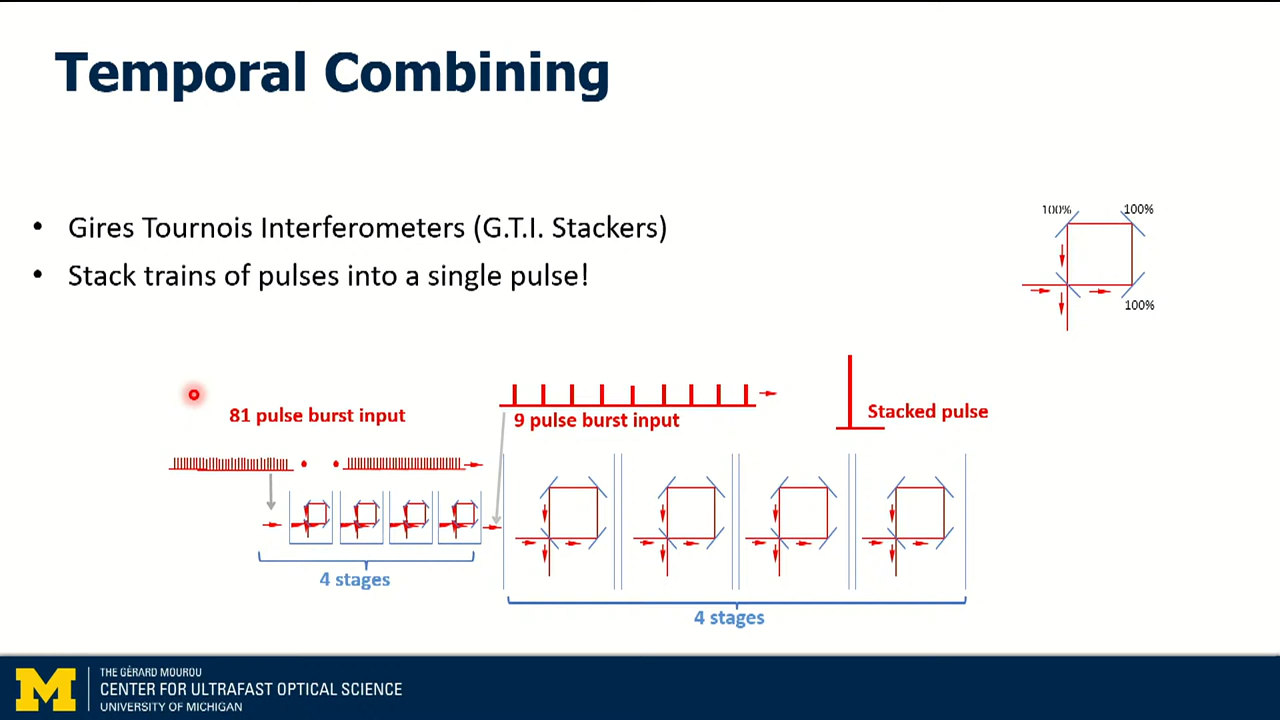 Temporal Combining
• Gires Tournois Interferometers (G.T.I. Stackers)
• Stack trains of pulses into a single pulse!
100%
100%
100%
81 pulse burst input
9 pulse burst input
Stacked pulse
4 stages
4 stages
M
THE GÉRARD MOUROU
CENTER FOR ULTRAFAST OPTICAL SCIENCE
UNIVERSITY OF MICHIGAN